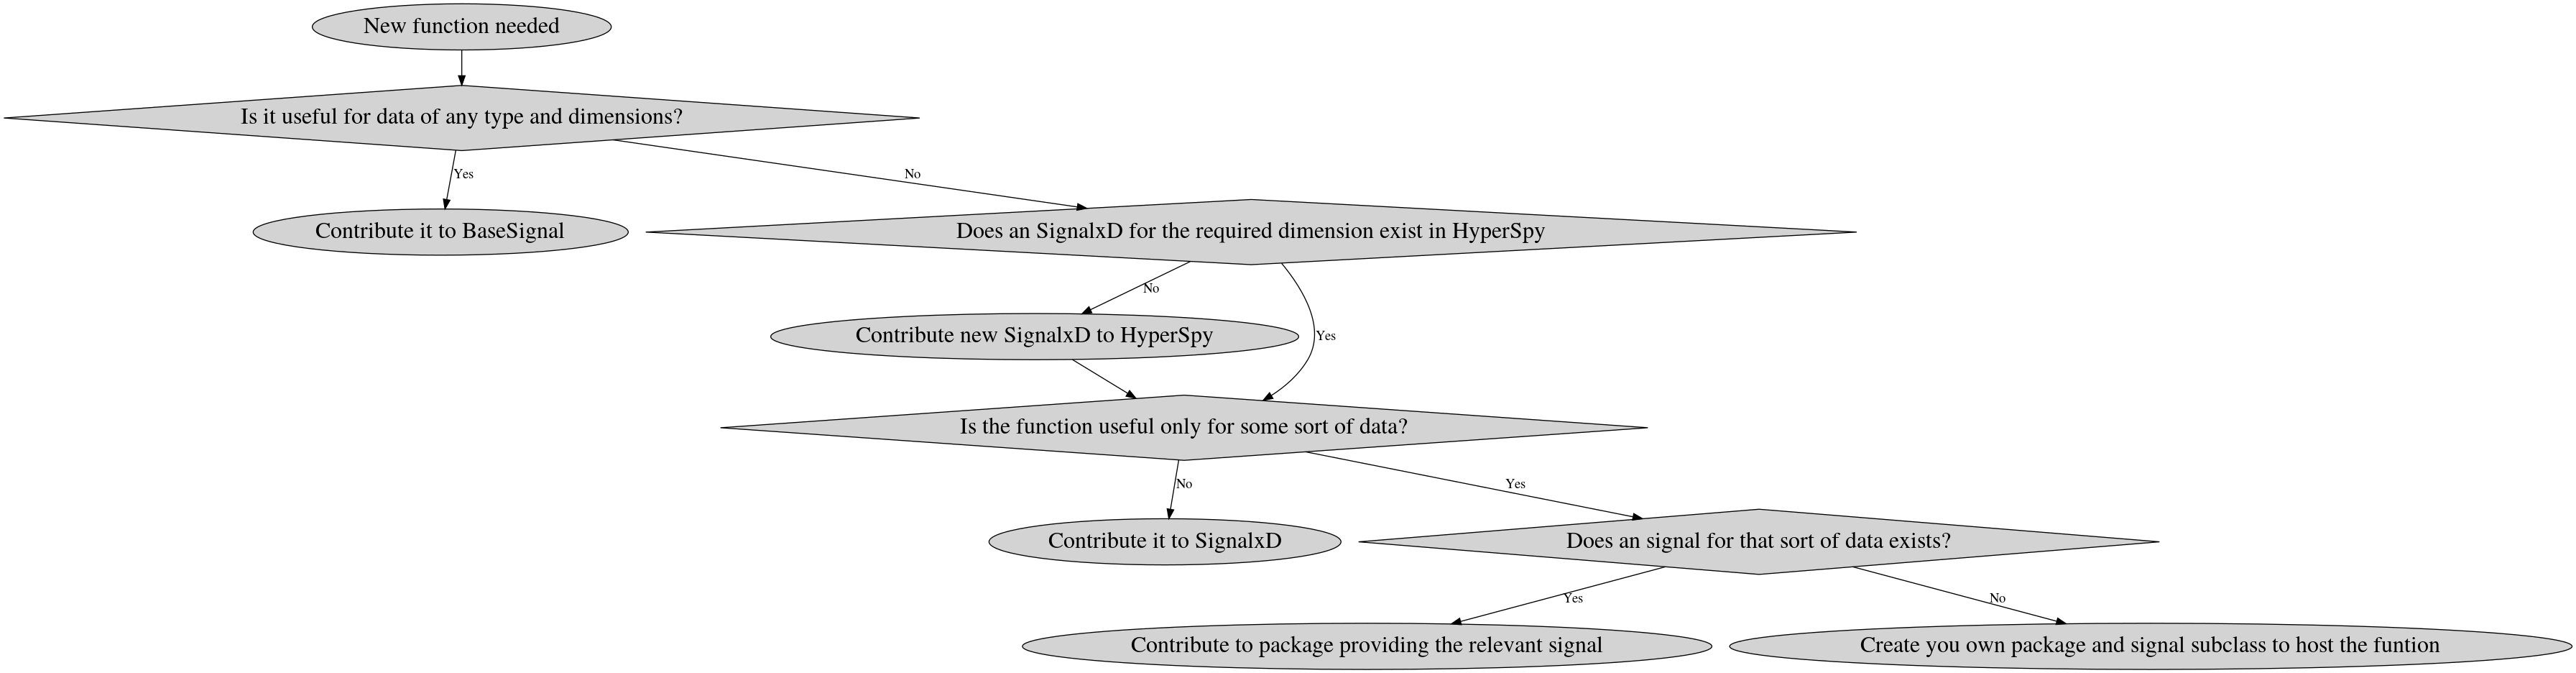 New function needed
Is it useful for data of any type and dimensions?
Yes
No
Contribute it to BaseSignal
Does an SignalxD for the required dimension exist in HyperSpy
No
Contribute new SignalxD to HyperSpy
Yes
Is the function useful only for some sort of data?
No
Yes
Contribute it to SignalxD
Does an signal for that sort of data exists?
Yes
No
Contribute to package providing the relevant signal
Create you own package and signal subclass to host the funtion